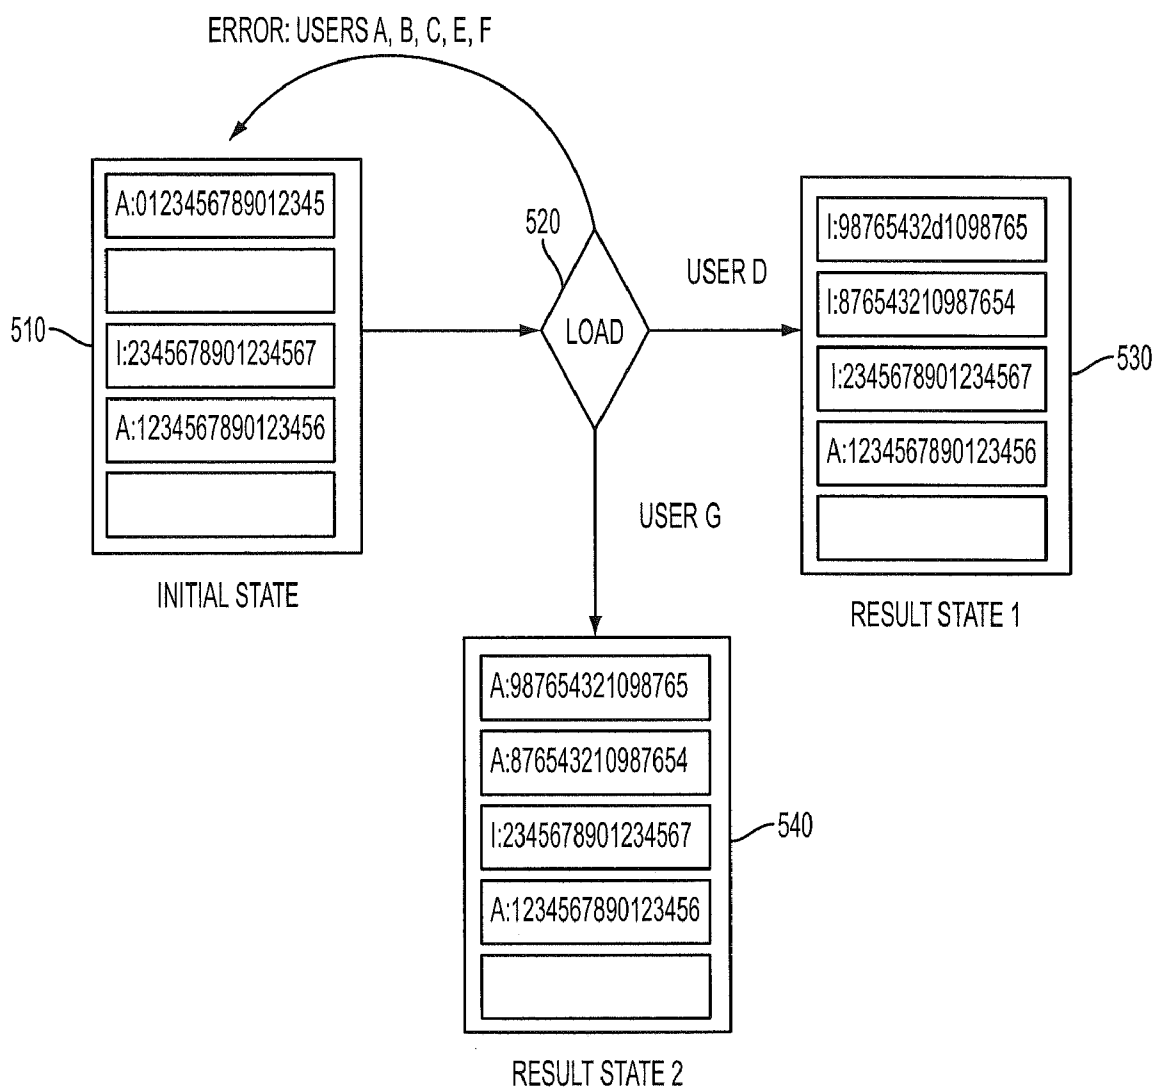 ERROR: USERS A, B, C, E, F
A:0123456789012345
I:2345678901234567
A:1234567890123456
510
INITIAL STATE
520
LOAD
USER D
USER G
I:98765432d1098765
I:876543210987654
I:2345678901234567
A:1234567890123456
530
RESULT STATE 1
A:987654321098765
A:876543210987654
I:2345678901234567
A:1234567890123456
540
RESULT STATE 2